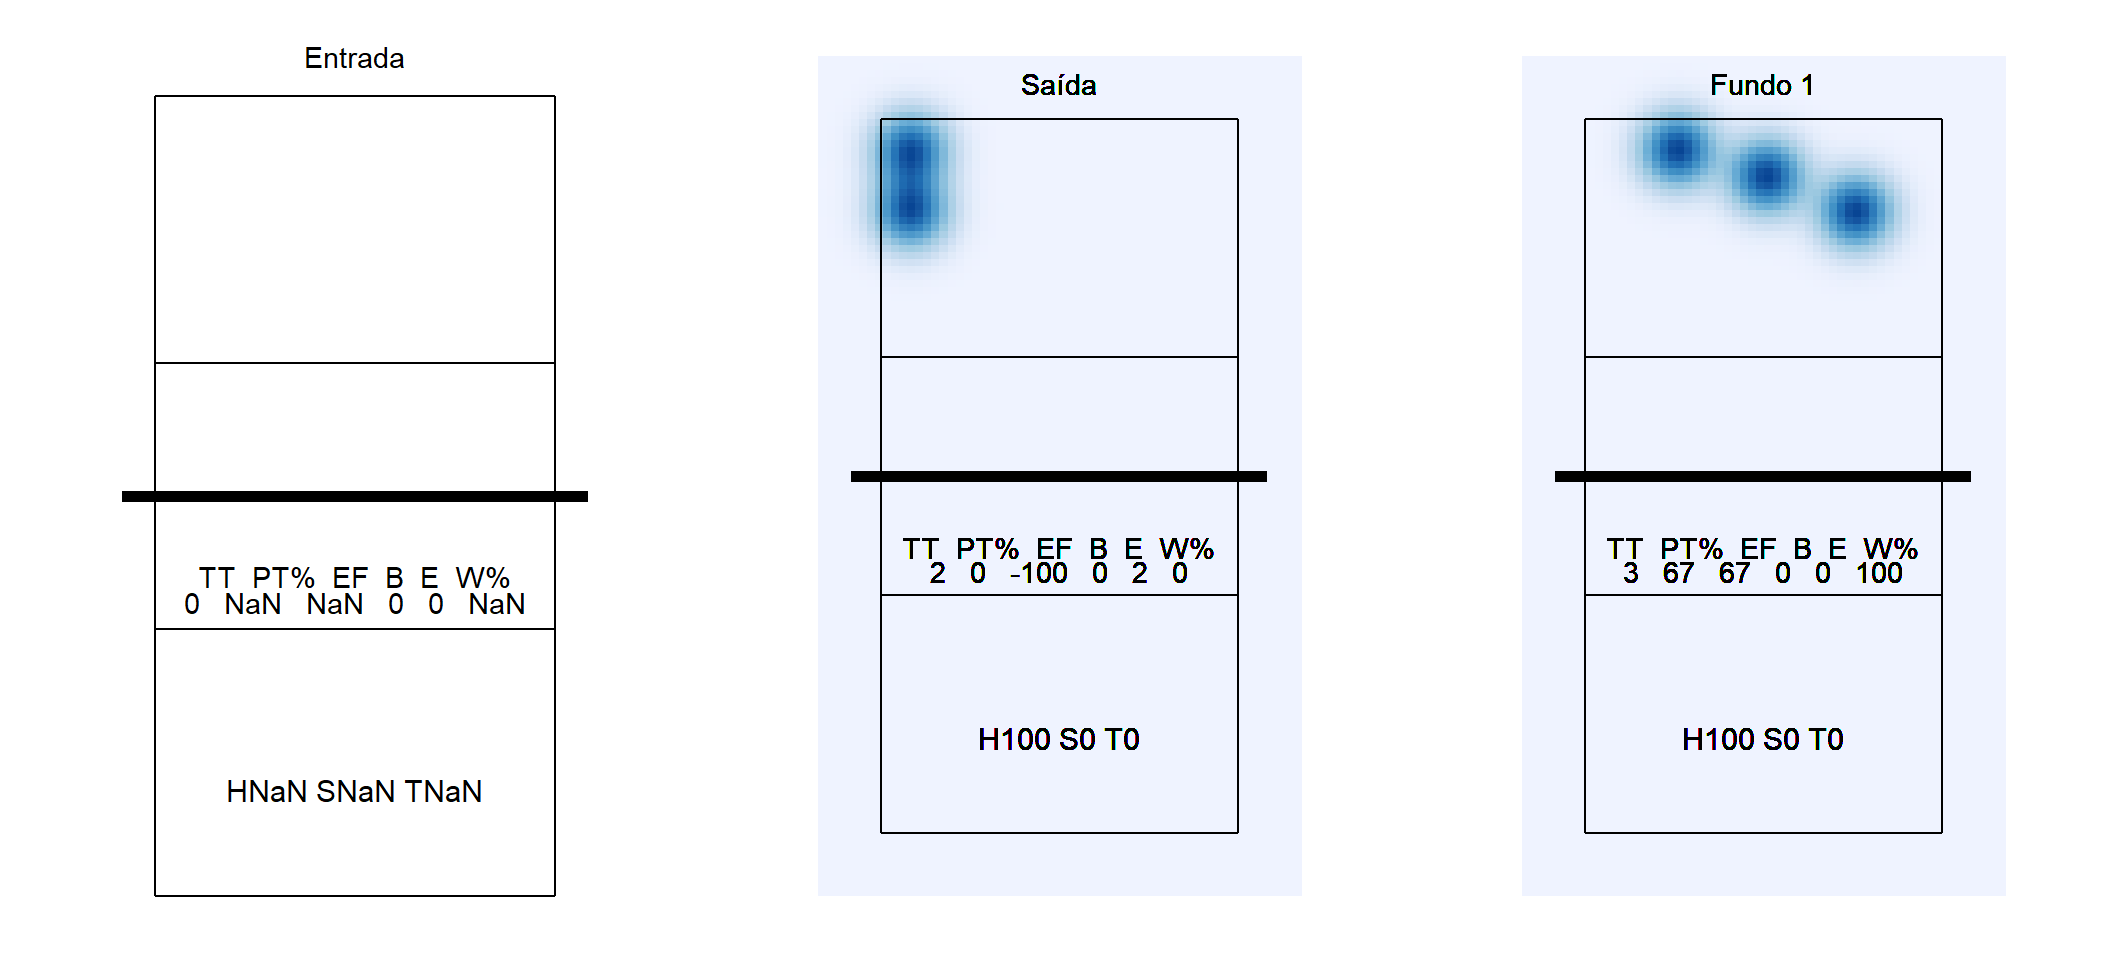 Entrada
TT PT% EF B E W%
0 NaN NaN 0 0 NaN
HNaN SNaN TNaN
Saída
TT PT% EF B E W%
2 0 -100 0 2 0
H100 S0 T0
Fundo 1
TT PT% EF B E W%
3 67 67 0 0 100
H100 S0 T0